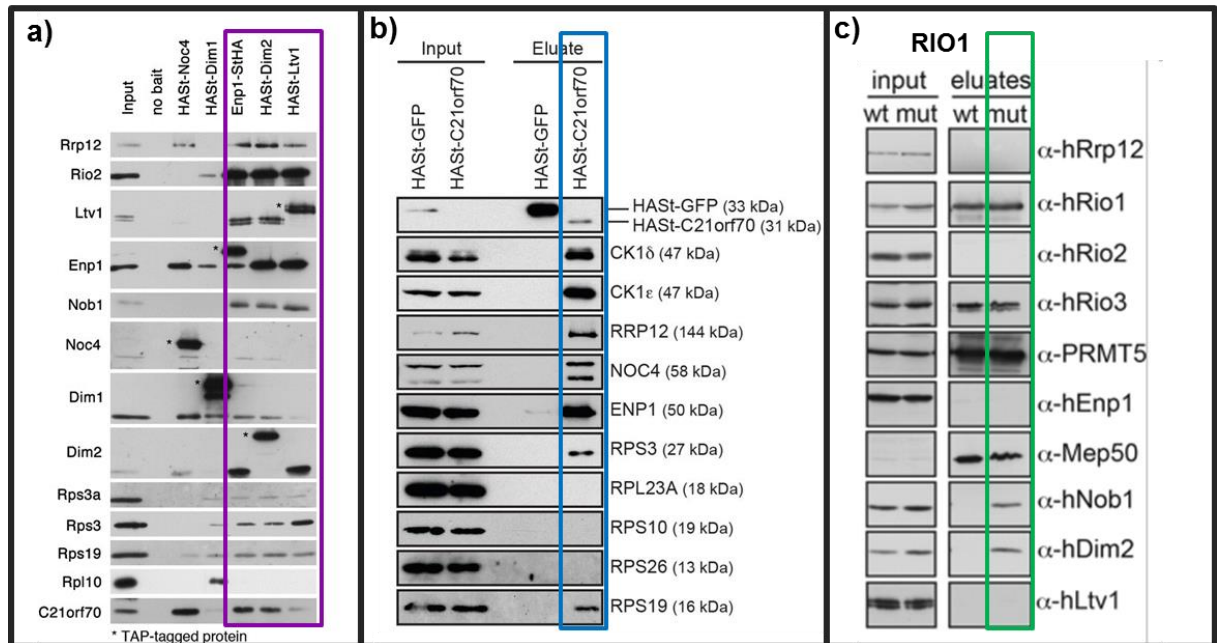 a)
Input
no bait
HASt-Noc4
HASt-Dim1
Enp1-StHA
HASt-Dim2
HASt-Ltv1
Rrp12
Rio2
Ltv1
*
Enp1
*
Nob1
Noc4
*
Dim1
*
Dim2
*
Rps3a
Rps3
Rps19
Rpl10
C21orf70
* TAP-tagged protein
b)
Input Eluate
HASt-GFP
HASt-C21orf70
HASt-GFP
HASt-C21orf70
HASt-GFP (33 kDa)
HASt-C21orf70 (31 kDa)
CK1δ (47 kDa)
CK1ε (47 kDa)
RRP12 (144 kDa)
NOC4 (58 kDa)
ENP1 (50 kDa)
RPS3 (27 kDa)
RPL23A (18 kDa)
RPS10 (19 kDa)
RPS26 (13 kDa)
RPS19 (16 kDa)
c)
RIO1
input eluates
wt mut wt mut
α-hRrp12
α-hRio1
α-hRio2
α-hRio3
α-PRMT5
α-hEnp1
α-Mep50
α-hNob1
α-hDim2
α-hLtv1